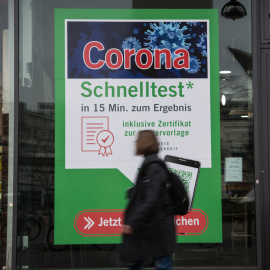 Corona
Schnelltest*
in 15 Min. zum Ergebnis
inklusive Zertifikat
zur
Jetzt